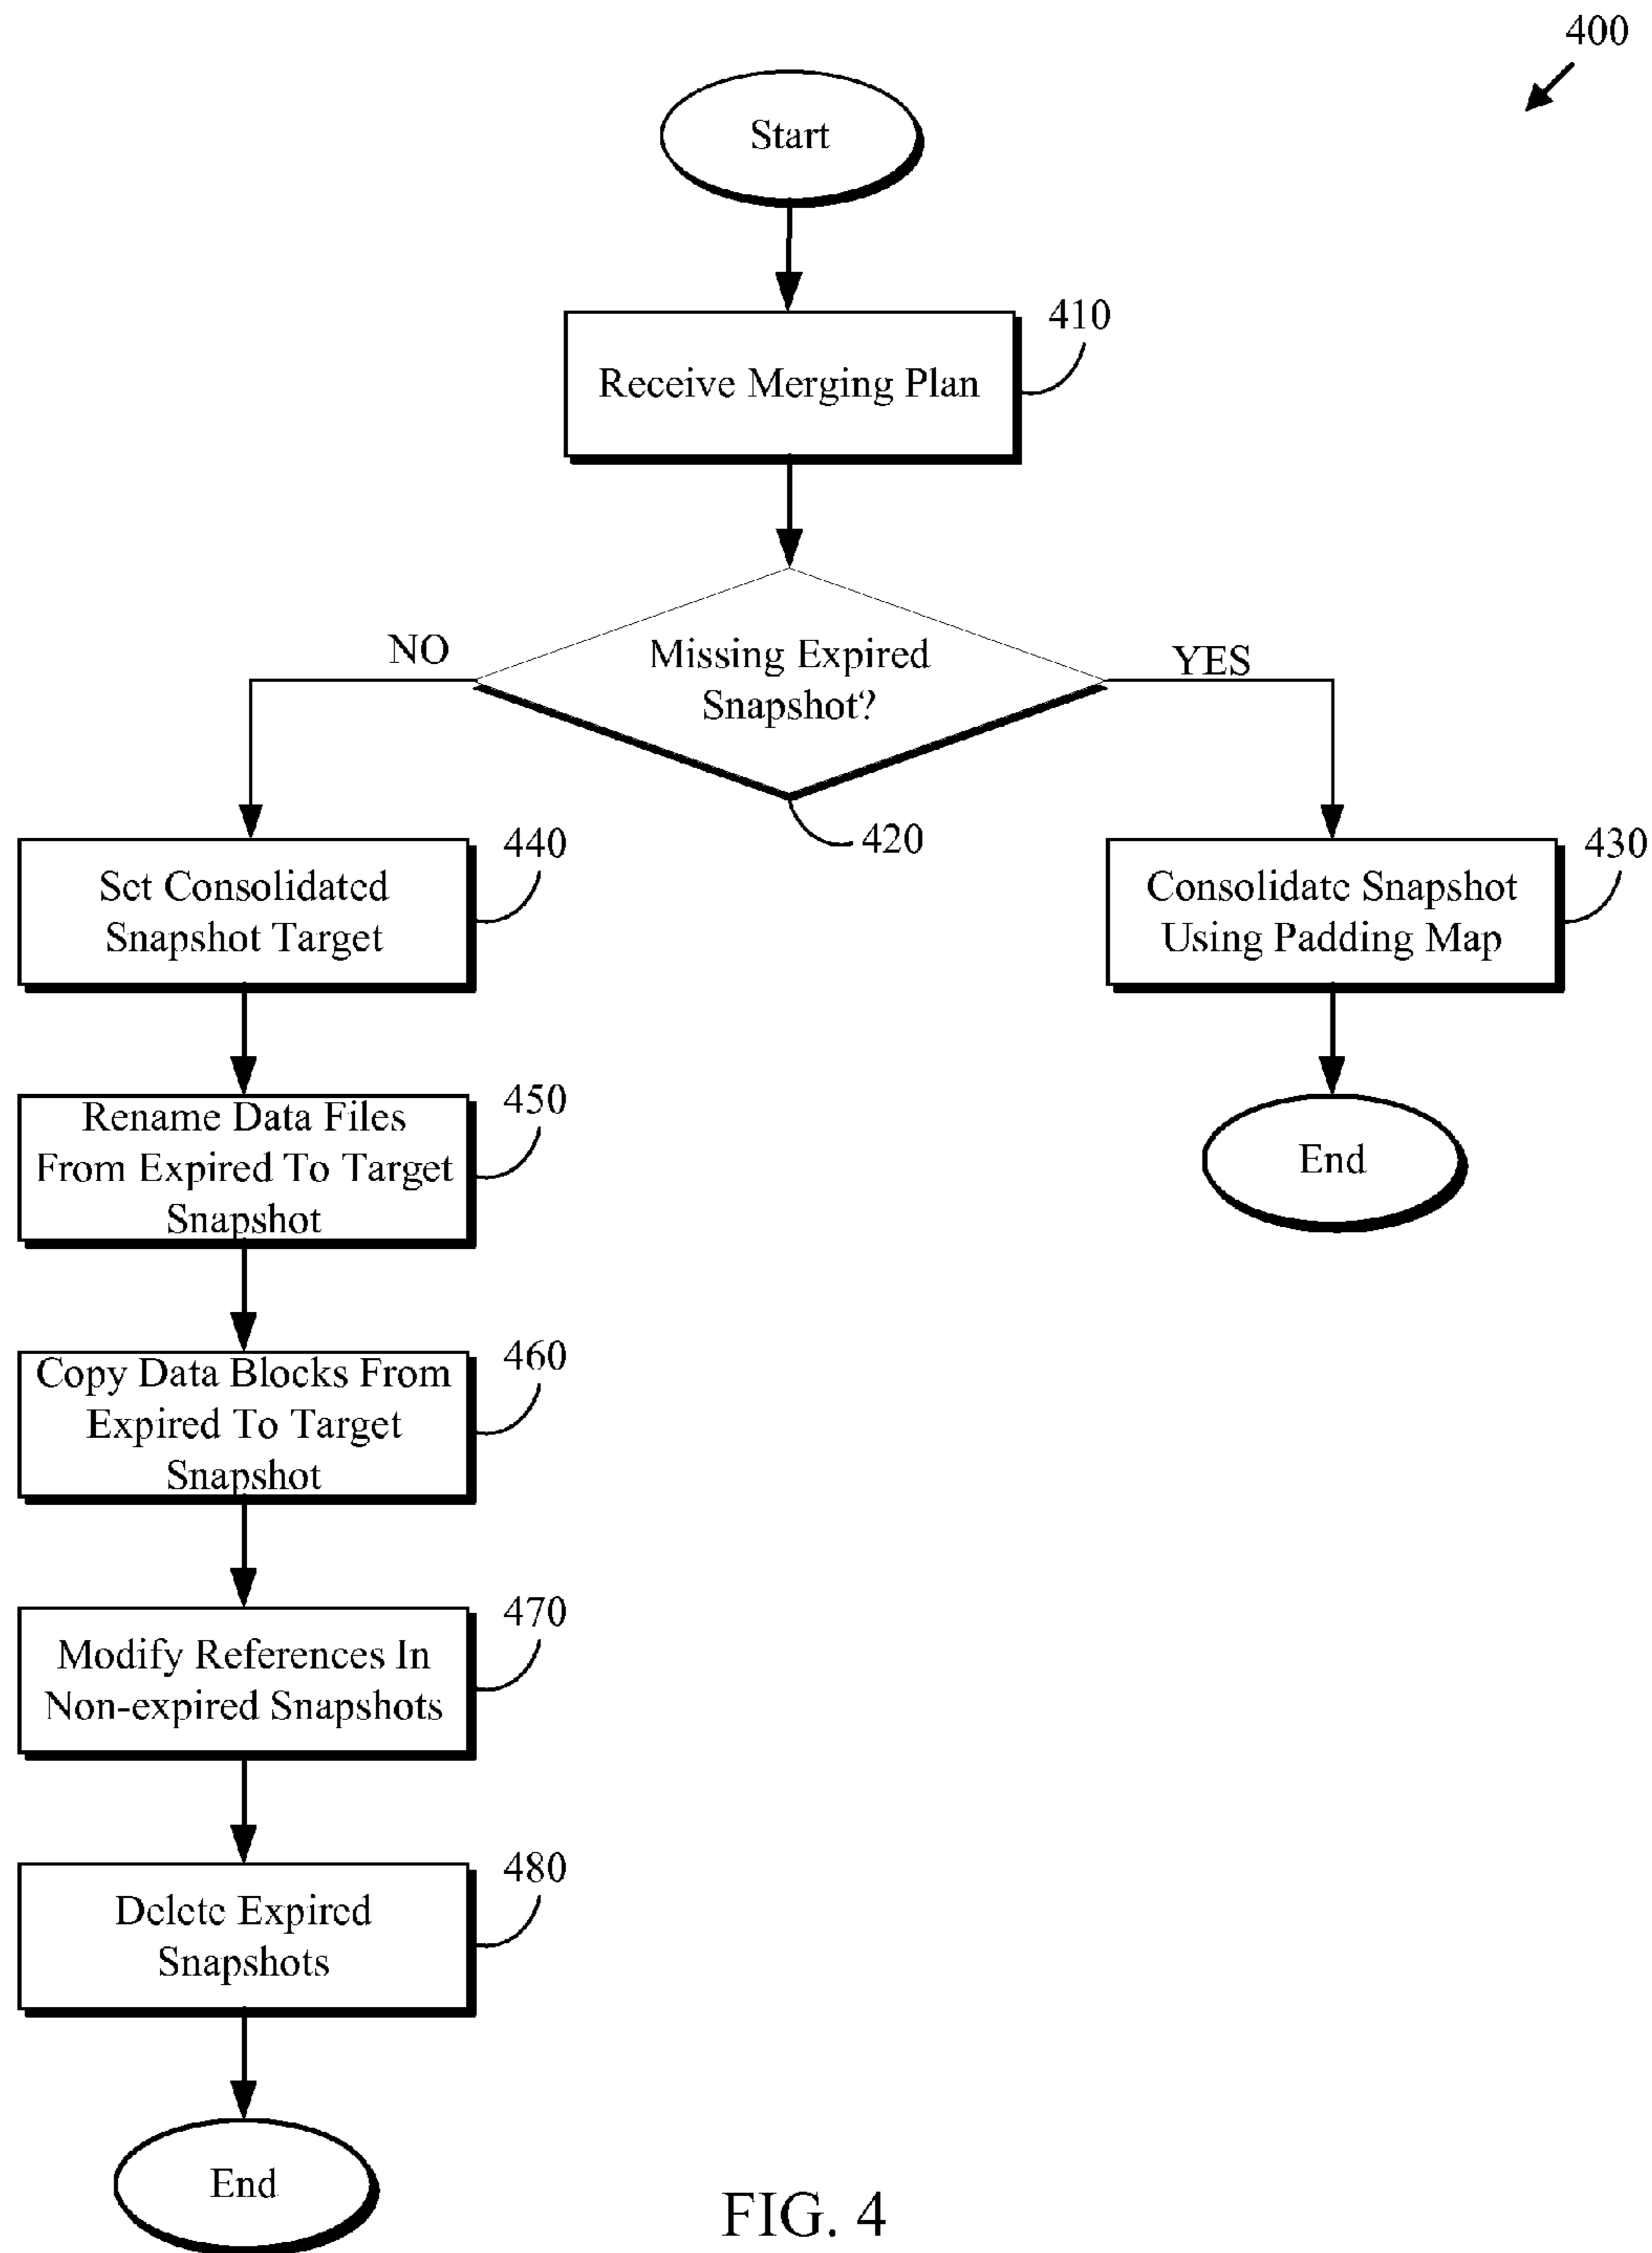 400
Start
410
Receive Merging Plan
NO
Missing Expired
Snapshot?
YES
420
440
Set Consolidated
Snapshot Target
430
Consolidate Snapshot
Using Padding Map
450
Rename Data Files
From Expired To Target
Snapshot
End
460
Copy Data Blocks From
Expired To Target
Snapshot
470
Modify References In
Non-expired Snapshots
480
Delete Expired
Snapshots
End
FIG. 4